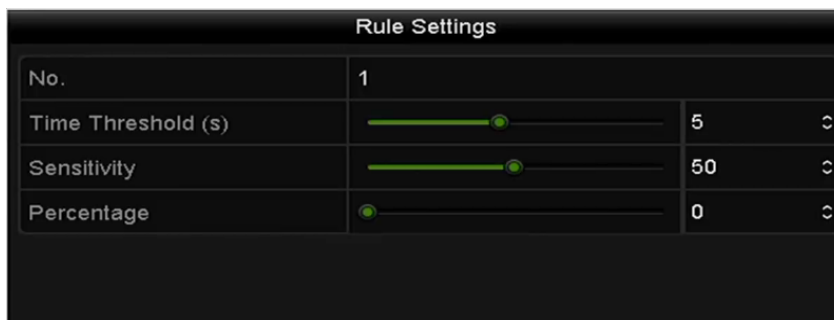 Rule Settings
No. 1
Time Threshold (s) 5
Sensitivity 50
Percentage 0